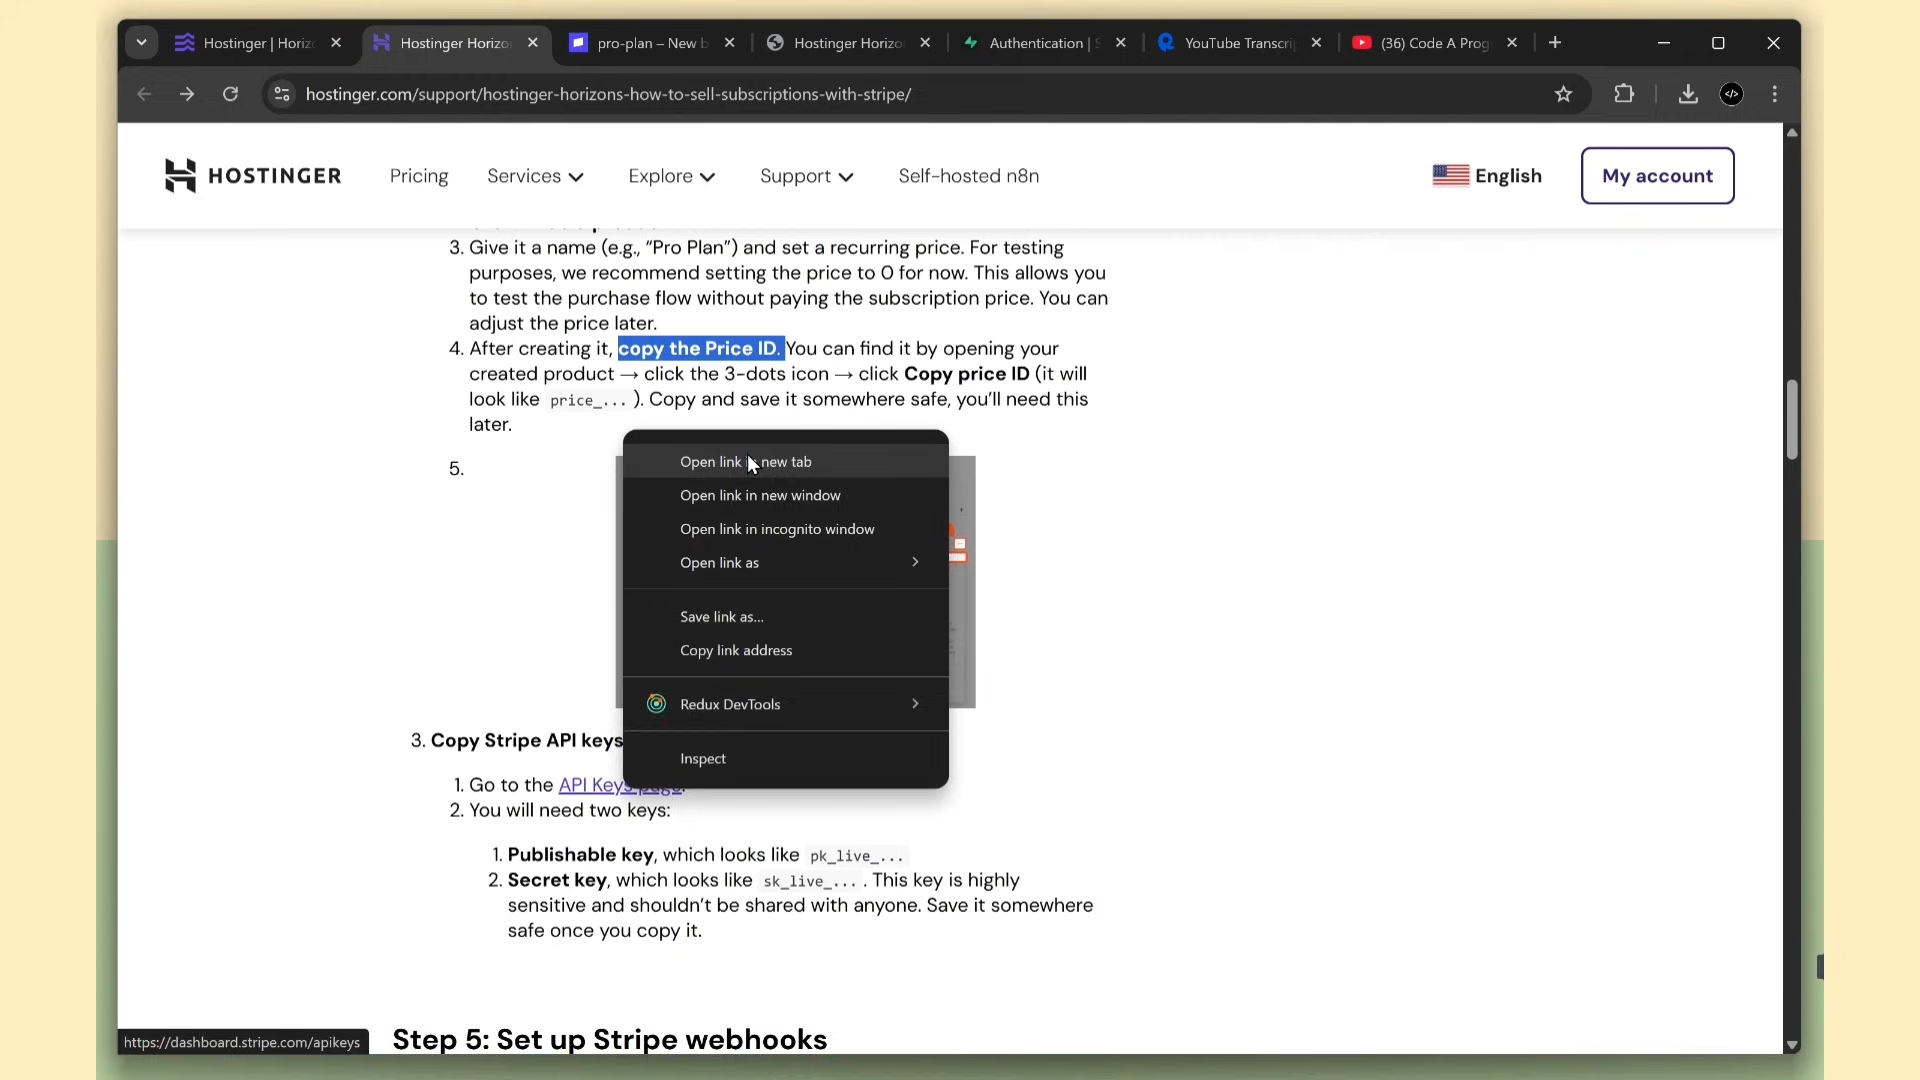 Hostinger | Horiz
Hostinger Horizo
pro-plan – New b
Hostinger Horizo
Authentication | S
YouTube Transcri
(36) Code A Prog
hostinger.com/support/hostinger-horizons-how-to-sell-subscriptions-with-stripe/
HOSTINGER
Pricing
Services
Explore
Support
Self-hosted n8n
English
My account
3. Give it a name (e.g., “Pro Plan”) and set a recurring price. For testing
purposes, we recommend setting the price to 0 for now. This allows you
to test the purchase flow without paying the subscription price. You can
adjust the price later.
4. After creating it, copy the Price ID. You can find it by opening your
created product → click the 3-dots icon → click Copy price ID (it will
look like price_... ). Copy and save it somewhere safe, you’ll need this
later.
5.
Open link in new tab
Open link in new window
Open link in incognito window
Open link as
Save link as...
Copy link address
Redux DevTools
Inspect
3. Copy Stripe API keys
1. Go to the API Keys page.
2. You will need two keys:
1. Publishable key, which looks like pk_live_...
2. Secret key, which looks like sk_live_... . This key is highly
sensitive and shouldn’t be shared with anyone. Save it somewhere
safe once you copy it.
Step 5: Set up Stripe webhooks
https://dashboard.stripe.com/apikeys